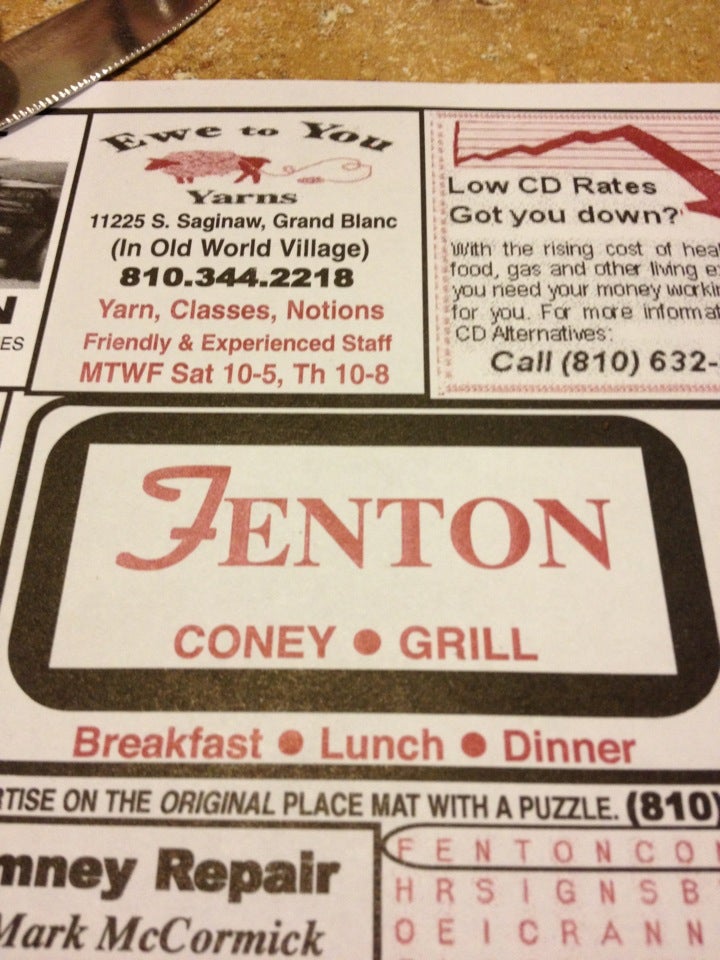 Ewe to You
Yarns
11225 S. Saginaw, Grand Blanc
(In Old World Village)
810.344.2218
Yarn, Classes, Notions
Friendly & Experienced Staff
MTWF Sat 10-5, Th 10-8
Low CD Rates
Got you down?
With the rising cost of
food, gas and other living
you need your money
for you. For more
CD Alternatives:
Call (810) 632-
N
ES
FENTON
CONEY • GRILL
Breakfast • Lunch • Dinner
TISE ON THE ORIGINAL PLACE MAT WITH A PUZZLE. (810)
mney Repair
Mark McCormick
F E N T O N C O
H R S I G N S B
O E I C R A N N